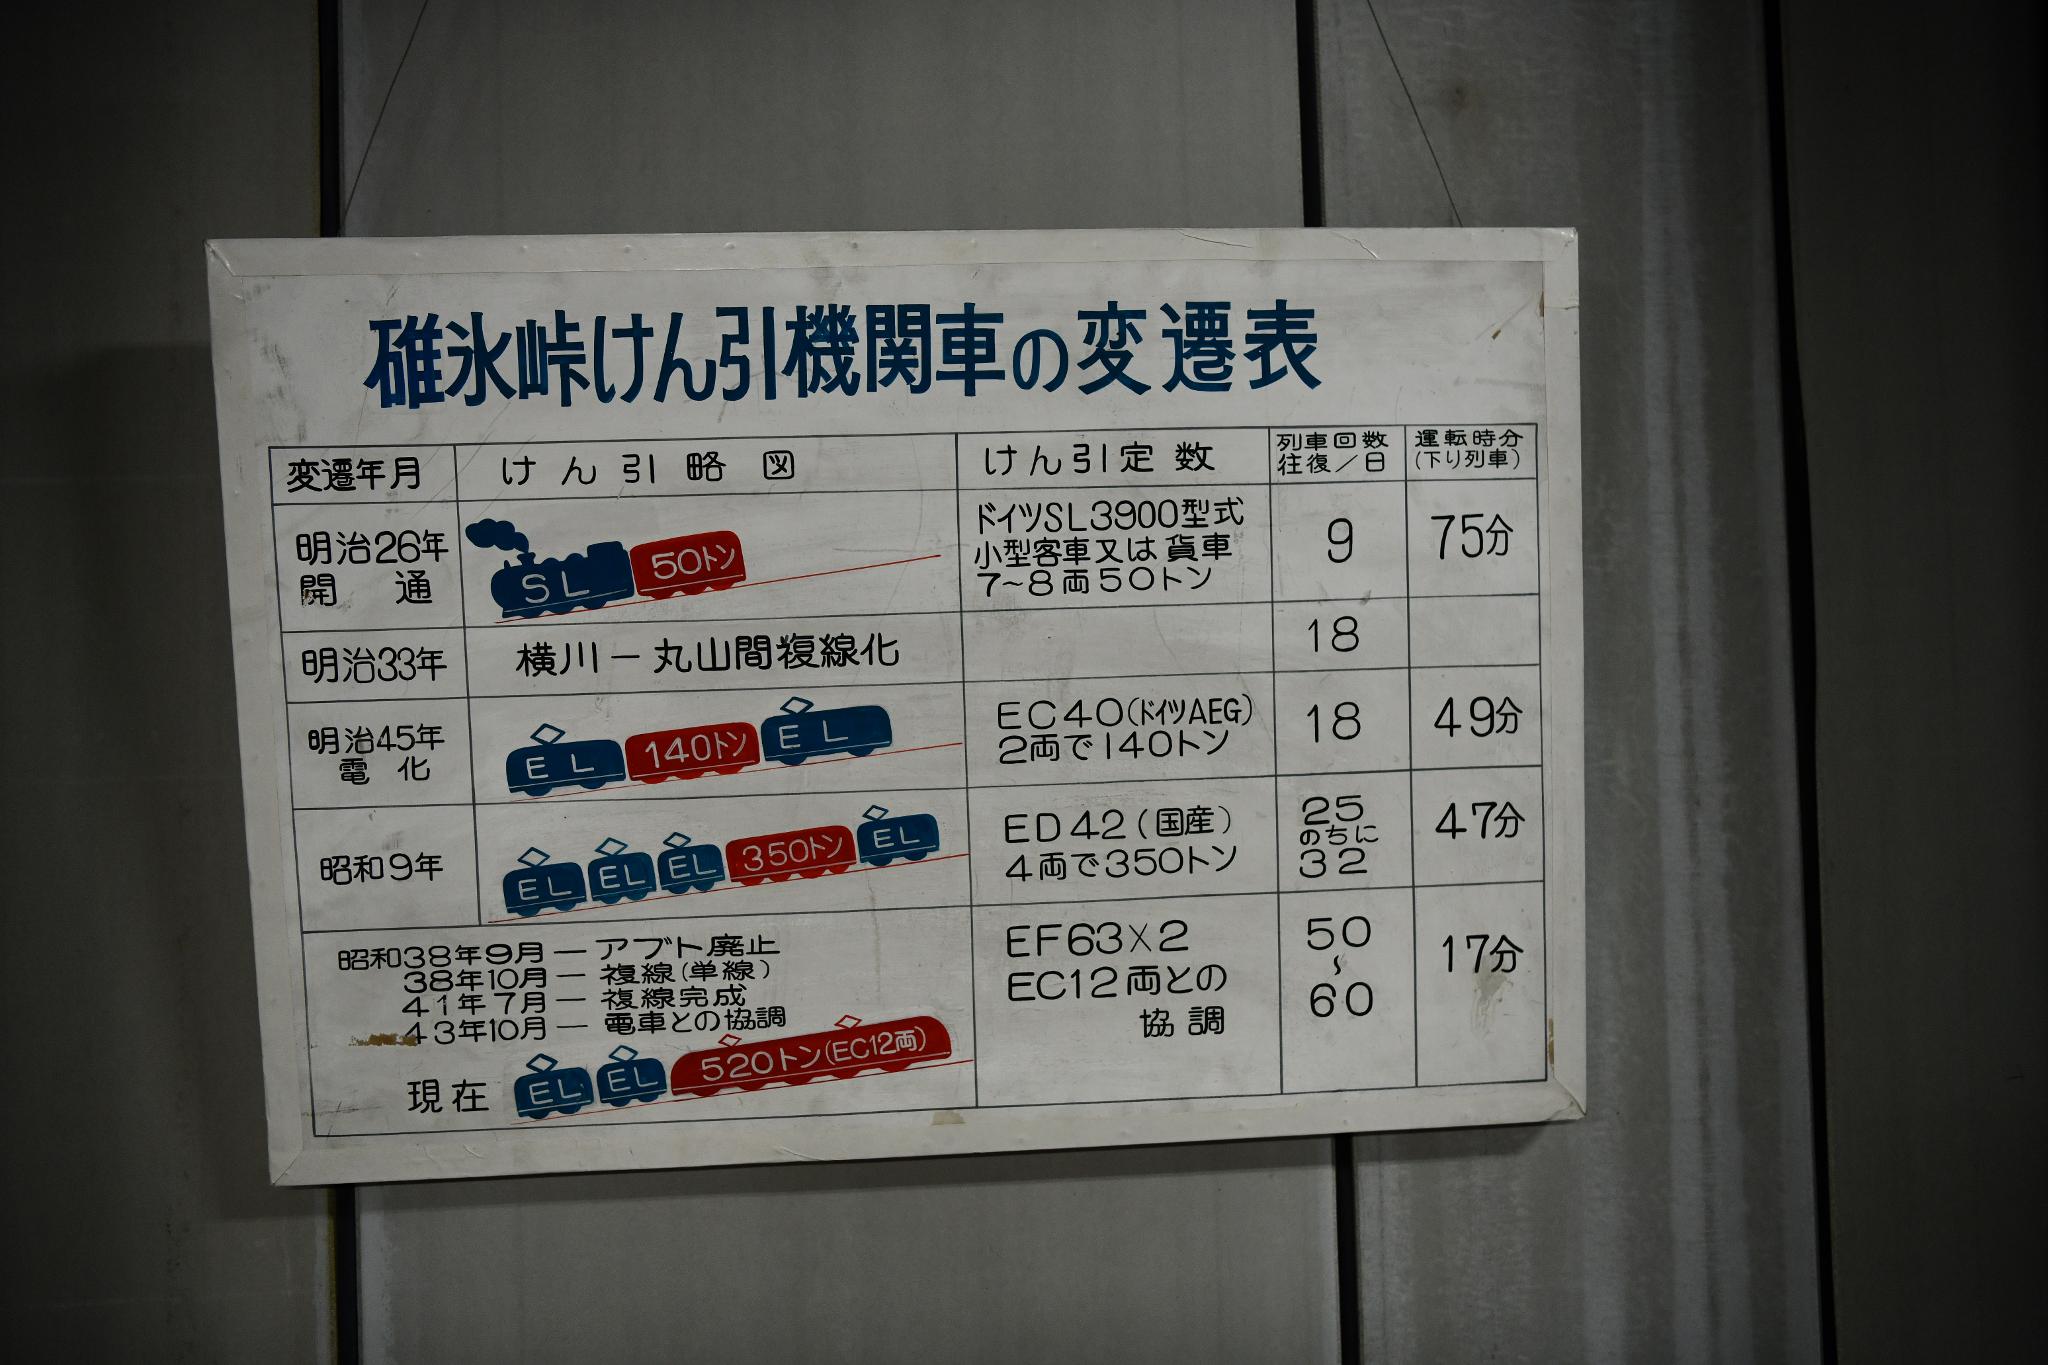 碓氷峠けん引機関車の変遷表
変遷年月
けん引略図
けん引定数
列車回数
往復/日
運転時分
(下り列車)
明治26年
開通
SL
50トン
ドイツSL3900型式
小型客車又は貨車
7〜8両50トン
9
75分
明治33年
横川ー丸山間複線化
18
明治45年
電化
EL
140トン
EL
EC40(ドイツAEG)
2両で140トン
18
49分
昭和9年
EL
EL
EL
350トン
EL
ED42(国産)
4両で350トン
25
のちに
32
47分
昭和38年9月ーアブト廃止
38年10月ー複線(単線)
41年7月ー複線完成
43年10月ー電車との協調
現在
EL
EL
520トン(EC12両)
EF63×2
EC12両との
協調
50
〜
60
17分